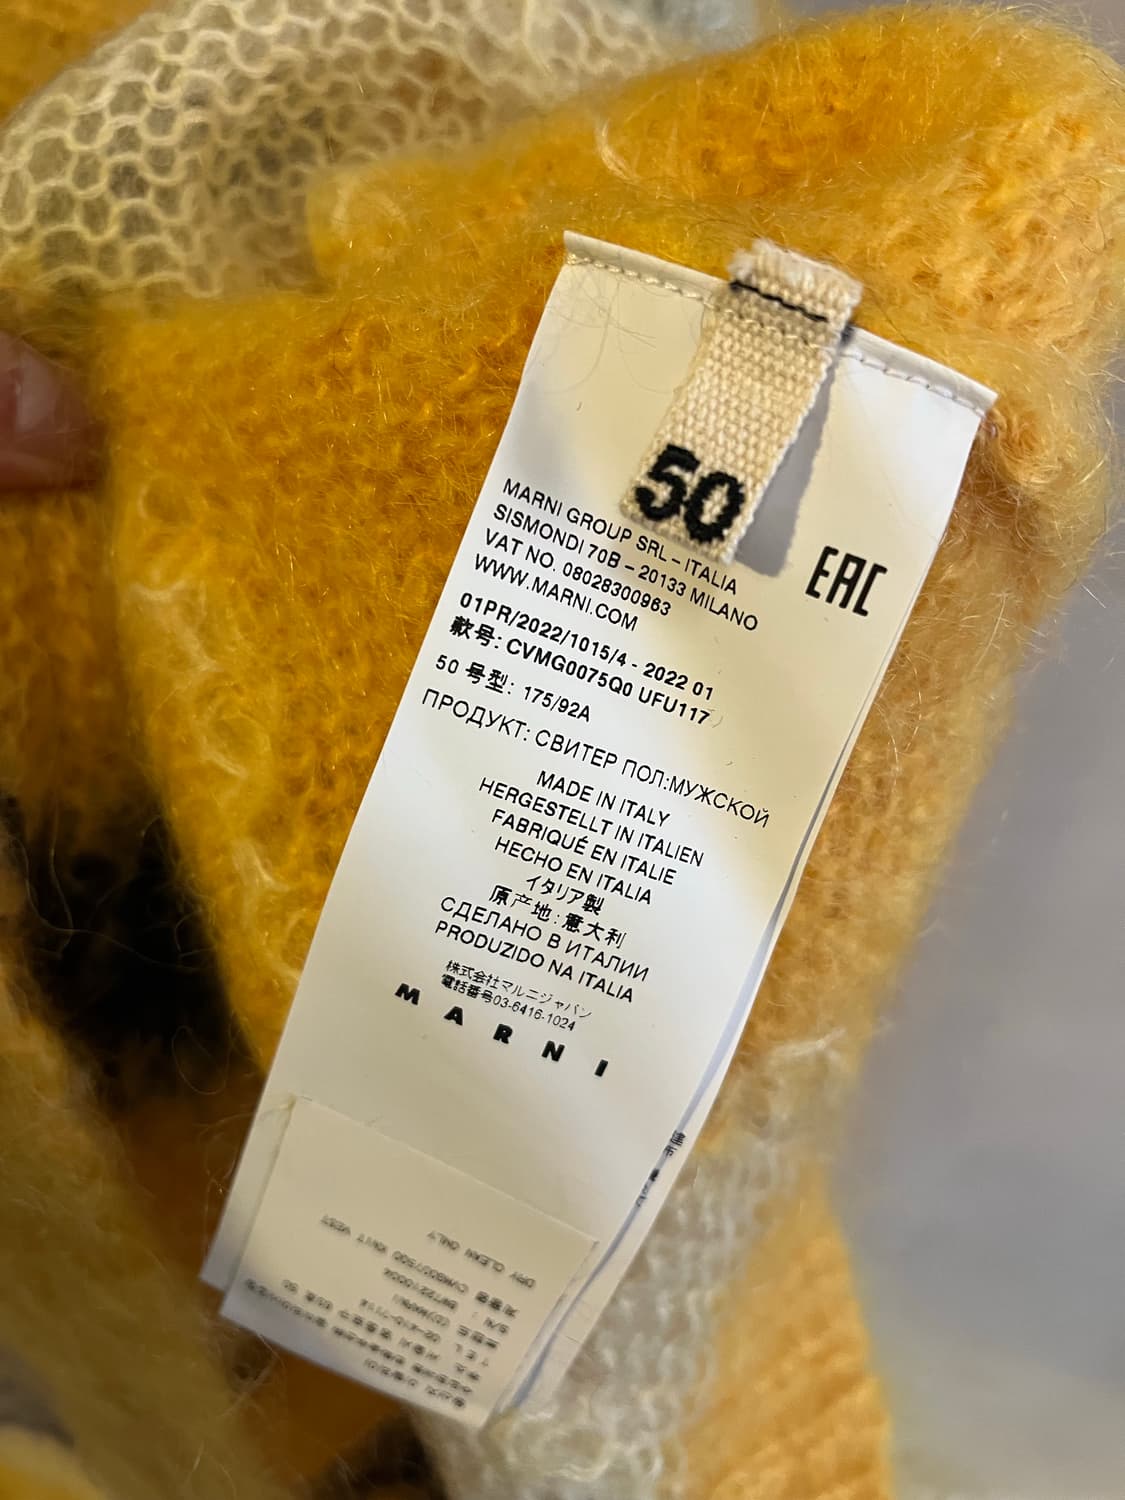 50
EAC
MARNI GROUP SRL – ITALIA
SISMONDI 70B – 20133 MILANO
VAT NO. 08028300963
WWW.MARNI.COM
01PR/2022/1015/4 - 2022 01
款号: CVMG0075Q0 UFU117
50 号型: 175/92A
ПРОДУКТ: СВИТЕР ПОЛ:МУЖСКОЙ
MADE IN ITALY
HERGESTELLT IN ITALIEN
FABRIQUÉ EN ITALIE
HECHO EN ITALIA
イタリア製
原产地: 意大利
СДЕЛАНО В ИТАЛИИ
PRODUZIDO NA ITALIA
株式会社マルニジャパン
電話番号03-6416-1024
MARNI
DRY CLEAN ONLY